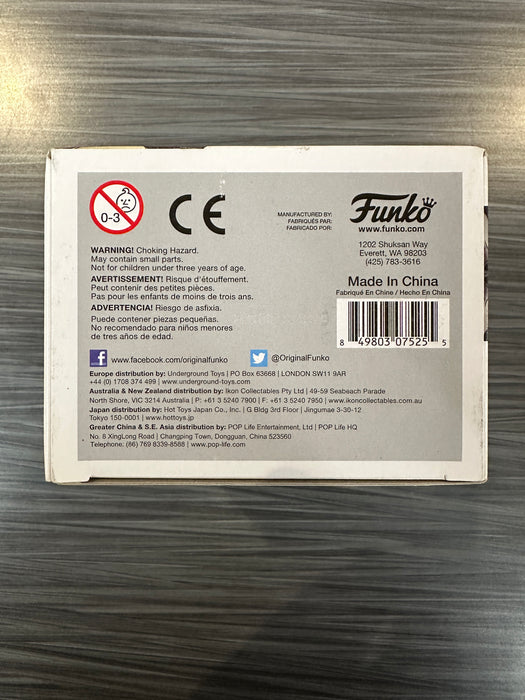 0-3
CE
MANUFACTURED BY:
FABRIQUÉS PAR:
FABRICADO POR:
Funko
www.funko.com
1202 Shuksan Way
Everett, WA 98203
(425) 783-3616
WARNING! Choking Hazard.
May contain small parts.
Not for children under three years of age.
AVERTISSEMENT! Risque d'étouffement.
Peut contenir des petites pièces.
Pas pour les enfants de moins de trois ans.
ADVERTENCIA! Riesgo de asfixia.
Puede contener piezas pequeñas.
No recomendado para niños menores
de tres años de edad.
Made In China
Fabriqué En Chine / Hecho En China
8 49803 07525 5
f www.facebook.com/originalfunko
@OriginalFunko
Europe distribution by: Underground Toys | PO Box 63668 | LONDON SW11 9AR
+44 (0) 1708 374 499 | www.underground-toys.com
Australia & New Zealand distribution by: Ikon Collectables Pty Ltd | 49-59 Seabeach Parade
North Shore, VIC 3214 Australia | P: +61 3 5240 7900 | F: +61 3 5240 7950 | www.ikoncollectables.com.au
Japan distribution by: Hot Toys Japan Co., Inc. | G Bldg 3rd Floor | Jingumae 3-30-12
Tokyo 150-0001 | www.hottoys.jp
Greater China & S.E. Asia distribution by: POP Life Entertainment, Ltd | POP Life HQ
No. 8 XingLong Road | Changping Town, Dongguan, China 523560
Telephone: (86) 769 8339-8588 | www.pop-life.com